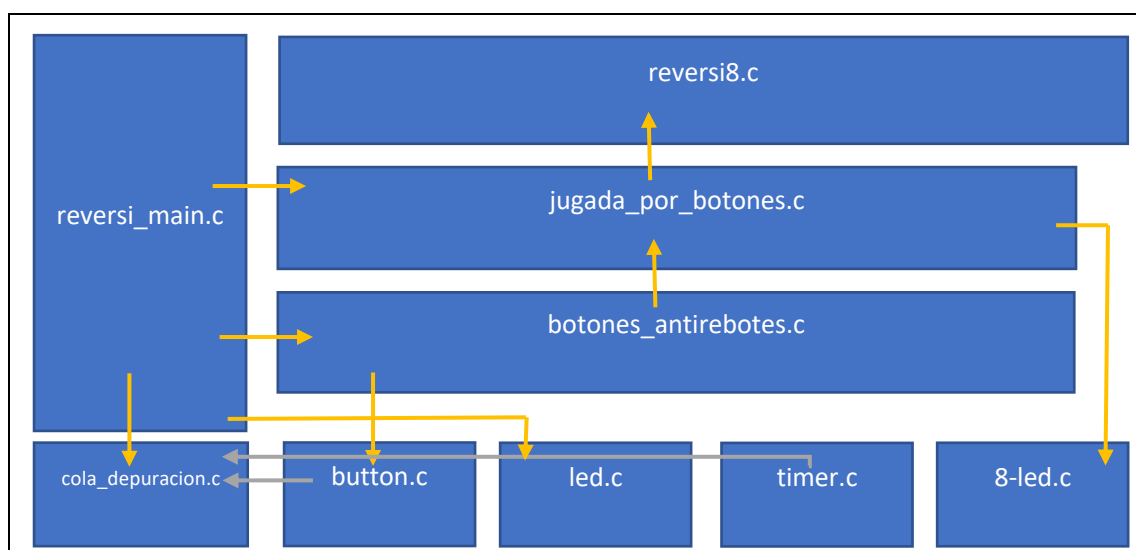 reversi8.c
reversi_main.c
jugada_por_botones.c
botones_antirebotes.c
cola_depuracion.c
button.c
led.c
timer.c
8-led.c